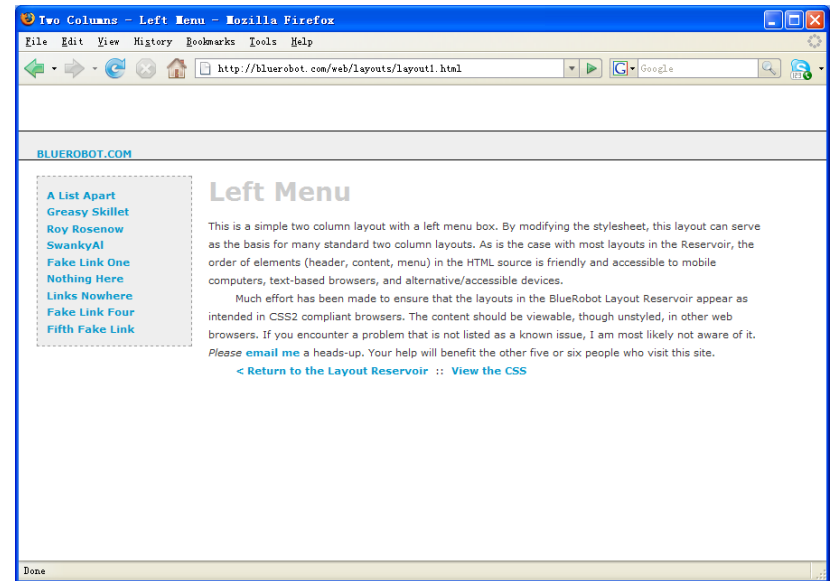 Two Columns - Left Menu - Mozilla Firefox
File Edit View History Bookmarks Tools Help
http://bluerobot.com/web/layouts/layout1.html
G Google
BLUEROBOT.COM
A List Apart
Greasy Skillet
Roy Rosenow
SwankyAl
Fake Link One
Nothing Here
Links Nowhere
Fake Link Four
Fifth Fake Link
Left Menu
This is a simple two column layout with a left menu box. By modifying the stylesheet, this layout can serve
as the basis for many standard two column layouts. As is the case with most layouts in the Reservoir, the
order of elements (header, content, menu) in the HTML source is friendly and accessible to mobile
computers, text-based browsers, and alternative/accessible devices.
Much effort has been made to ensure that the layouts in the BlueRobot Layout Reservoir appear as
intended in CSS2 compliant browsers. The content should be viewable, though unstyled, in other web
browsers. If you encounter a problem that is not listed as a known issue, I am most likely not aware of it.
Please email me a heads-up. Your help will benefit the other five or six people who visit this site.
< Return to the Layout Reservoir :: View the CSS
Done